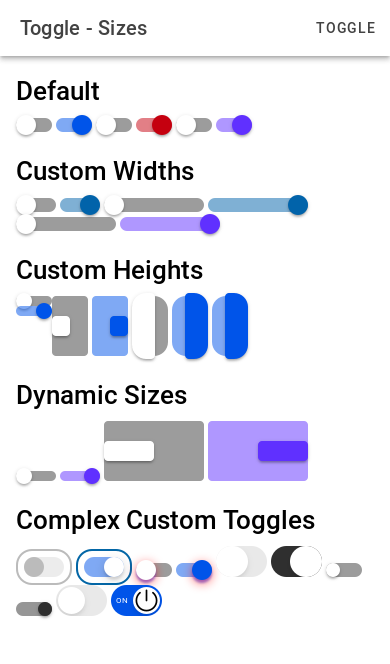 Toggle - Sizes
TOGGLE
Default
Custom Widths
Custom Heights
Dynamic Sizes
Complex Custom Toggles
ON